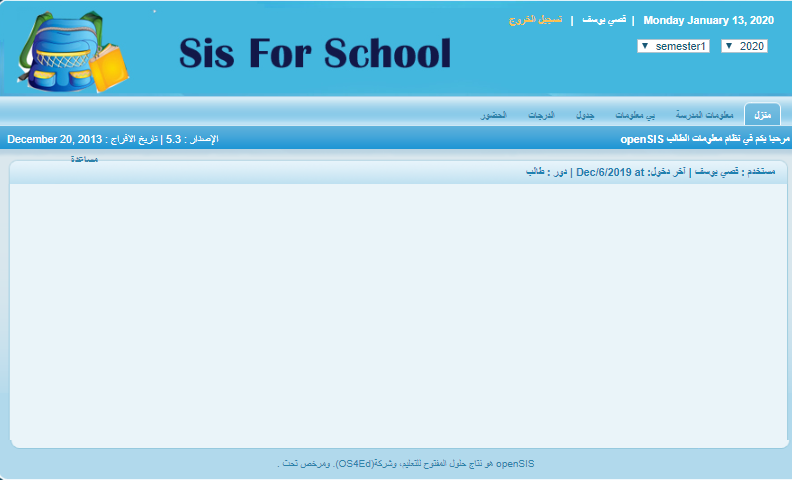 Monday January 13, 2020 | قصي يوسف | تسجيل الخروج
Sis For School
2020 semester1
منزل معلومات المدرسة بي معلومات جدول الدرجات الحضور
مرحبا بكم في نظام معلومات الطالب openSIS
الإصدار : 5.3 | تاريخ الافراج : December 20, 2013
مساعدة
مستخدم : قصي يوسف | آخر دخول: Dec/6/2019 at | دور : طالب
openSIS هو نتاج حلول المفتوح للتعليم، وشركة(OS4Ed). ومرخص تحت .